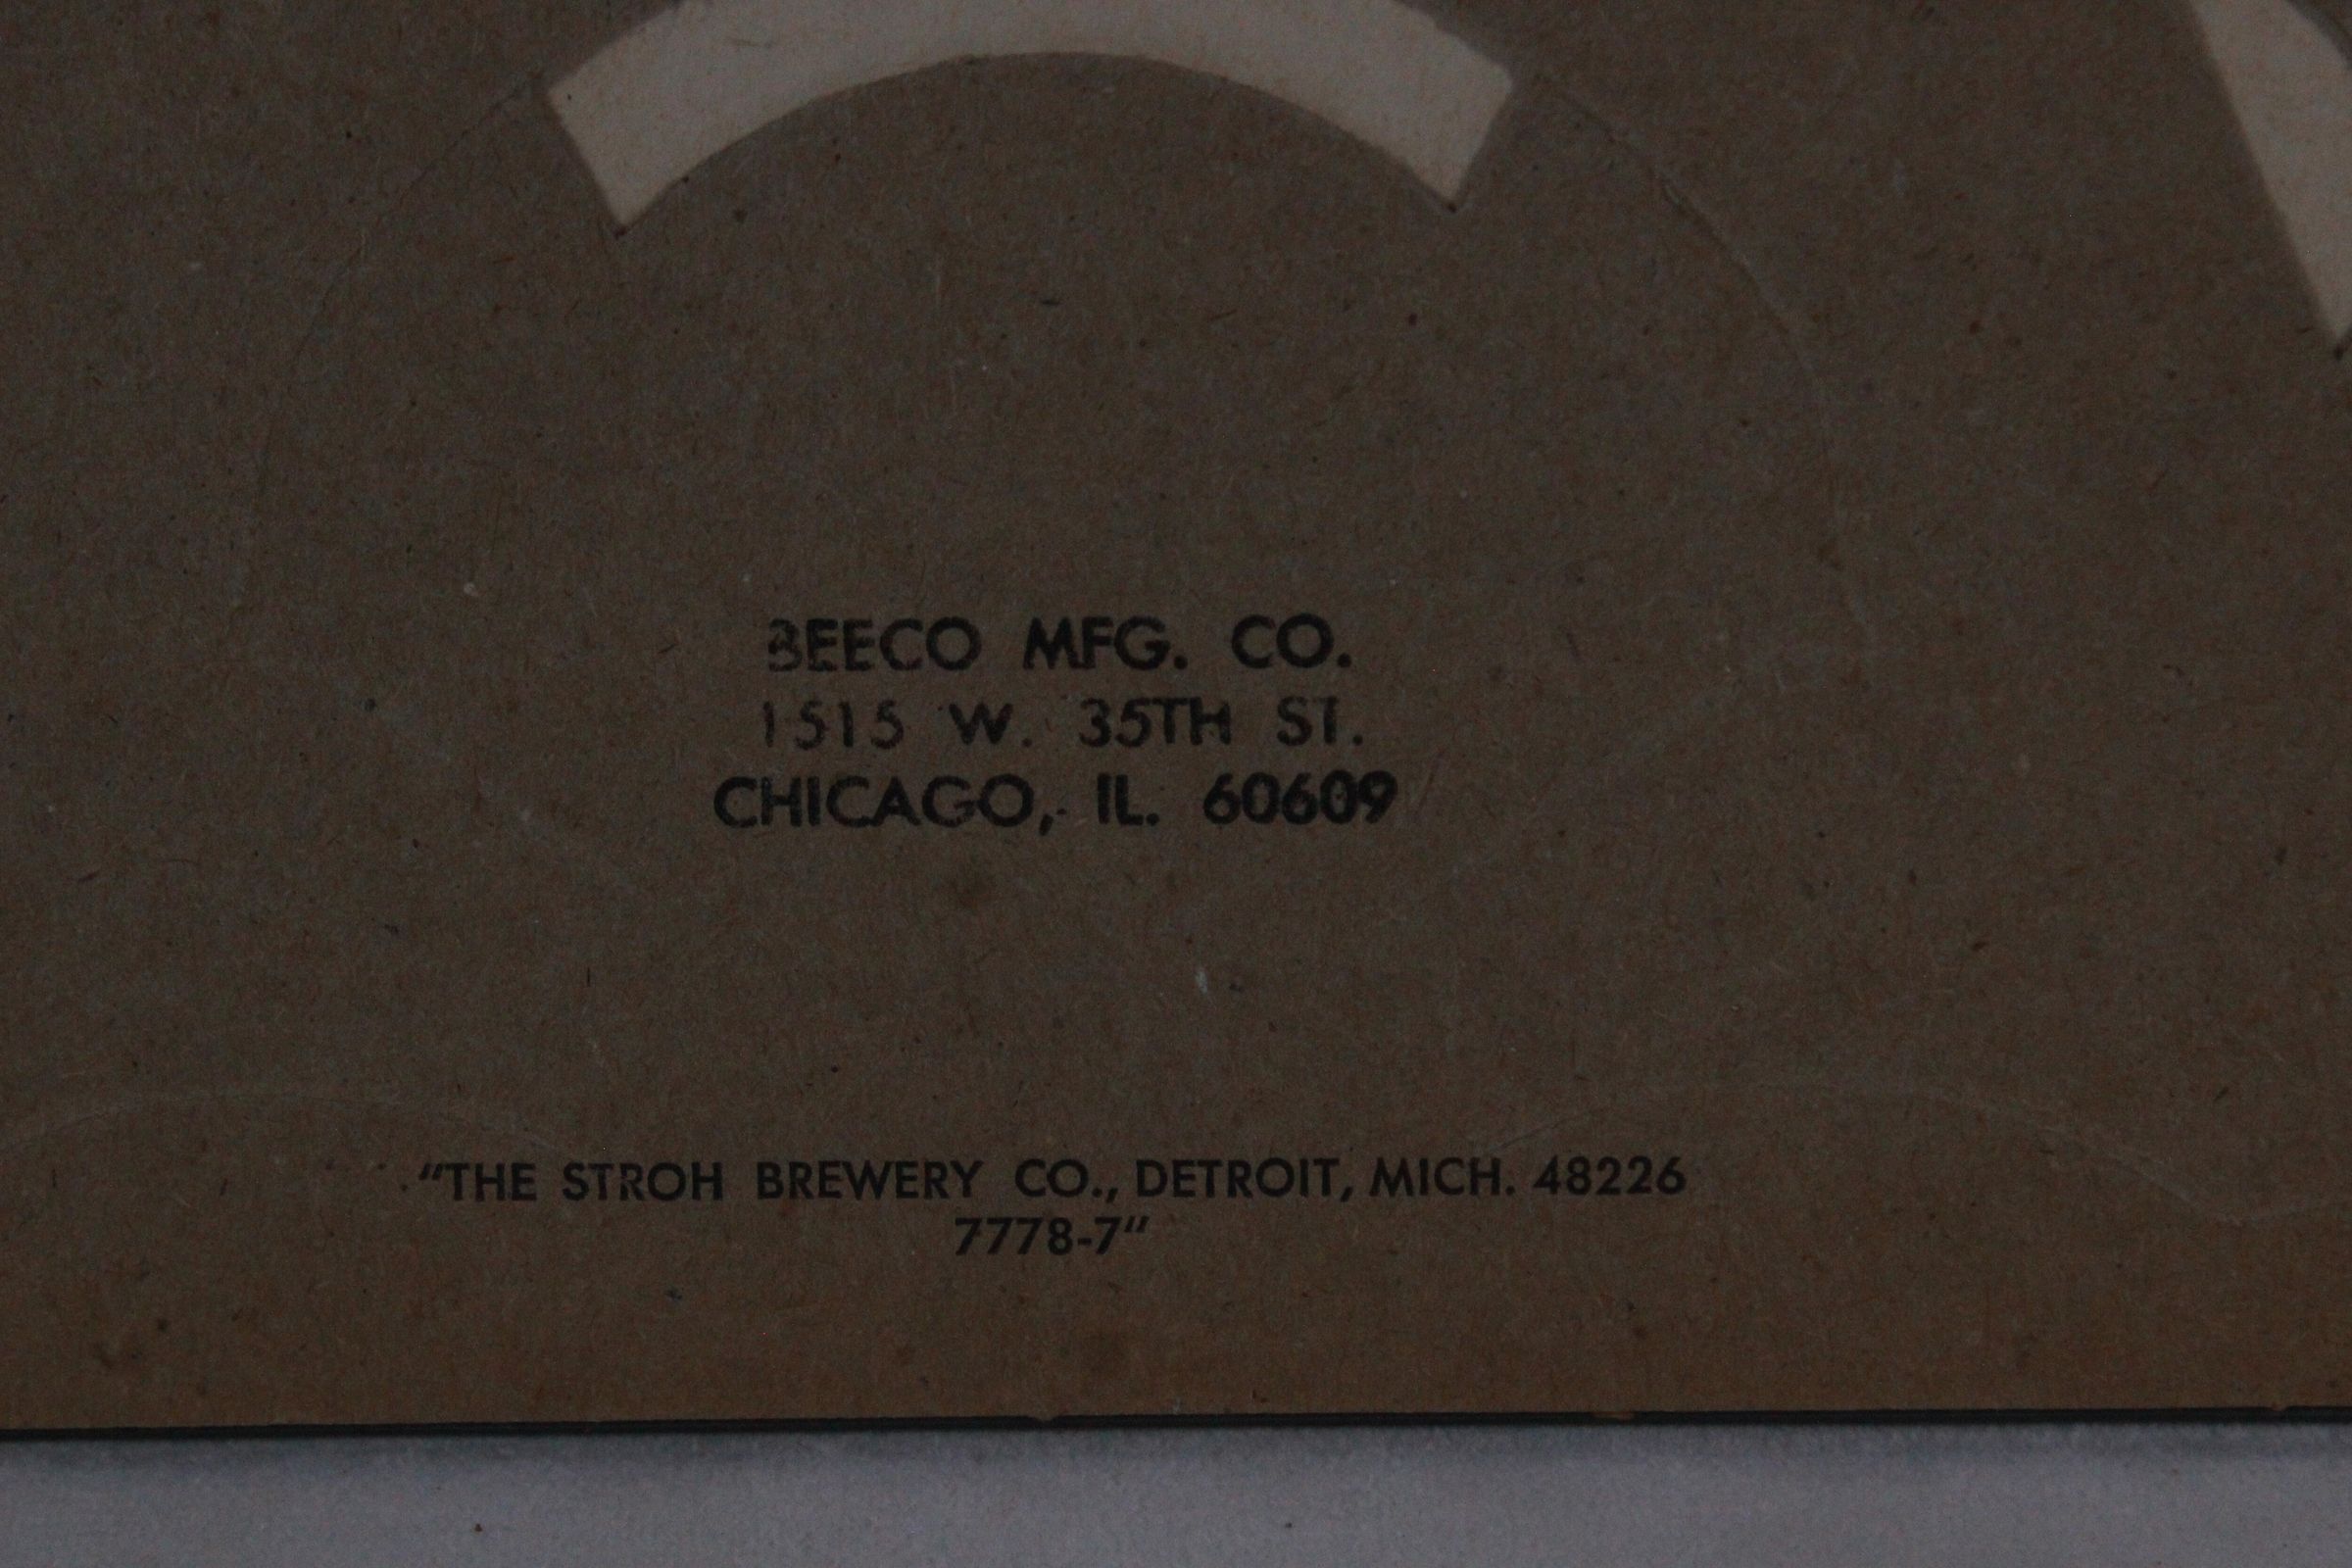 BEECO MFG. CO.
1515 W. 35TH ST.
CHICAGO, IL. 60609
"THE STROH BREWERY CO., DETROIT, MICH. 48226
7778-7"